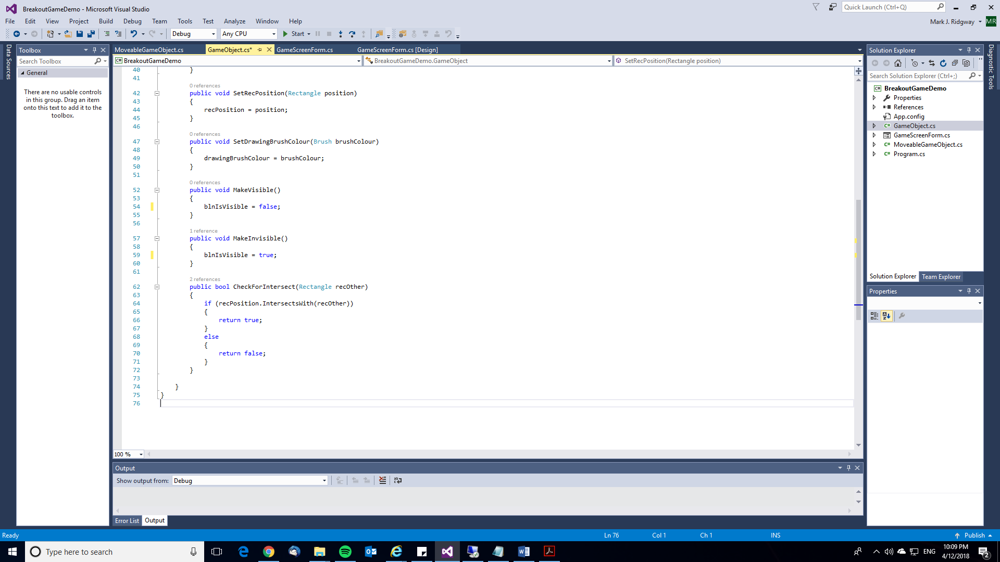 BreakoutGameDemo - Microsoft Visual Studio
Quick Launch (Ctrl+Q)
File Edit View Project Build Debug Team Tools Test Analyze Window Help
Mark J. Ridgway MR
Debug Any CPU Start
Data Sources
Toolbox
Search Toolbox
General
There are no usable controls
in this group. Drag an item
onto this text to add it to the
toolbox.
MoveableGameObject.cs GameObject.cs* GameScreenForm.cs GameScreenForm.cs [Design]
C# BreakoutGameDemo BreakoutGameDemo.GameObject SetRecPosition(Rectangle position)
40 }
41
0 references
42 public void SetRecPosition(Rectangle position)
43 {
44 recPosition = position;
45 }
46
0 references
47 public void SetDrawingBrushColour(Brush brushColour)
48 {
49 drawingBrushColour = brushColour;
50 }
51
0 references
52 public void MakeVisible()
53 {
54 blnIsVisible = false;
55 }
56
1 reference
57 public void MakeInvisible()
58 {
59 blnIsVisible = true;
60 }
61
2 references
62 public bool CheckForIntersect(Rectangle recOther)
63 {
64 if (recPosition.IntersectsWith(recOther))
65 {
66 return true;
67 }
68 else
69 {
70 return false;
71 }
72 }
73
74 }
75 }
76
100 %
Output
Show output from: Debug
Error List Output
Solution Explorer
Search Solution Explorer (Ctrl+;)
C# BreakoutGameDemo
Properties
References
App.config
C# GameObject.cs
GameScreenForm.cs
C# MoveableGameObject.cs
C# Program.cs
Solution Explorer Team Explorer
Properties
Diagnostic Tools
Ready Ln 76 Col 1 Ch 1 INS Publish
Type here to search
ENG
10:09 PM
4/12/2018
2